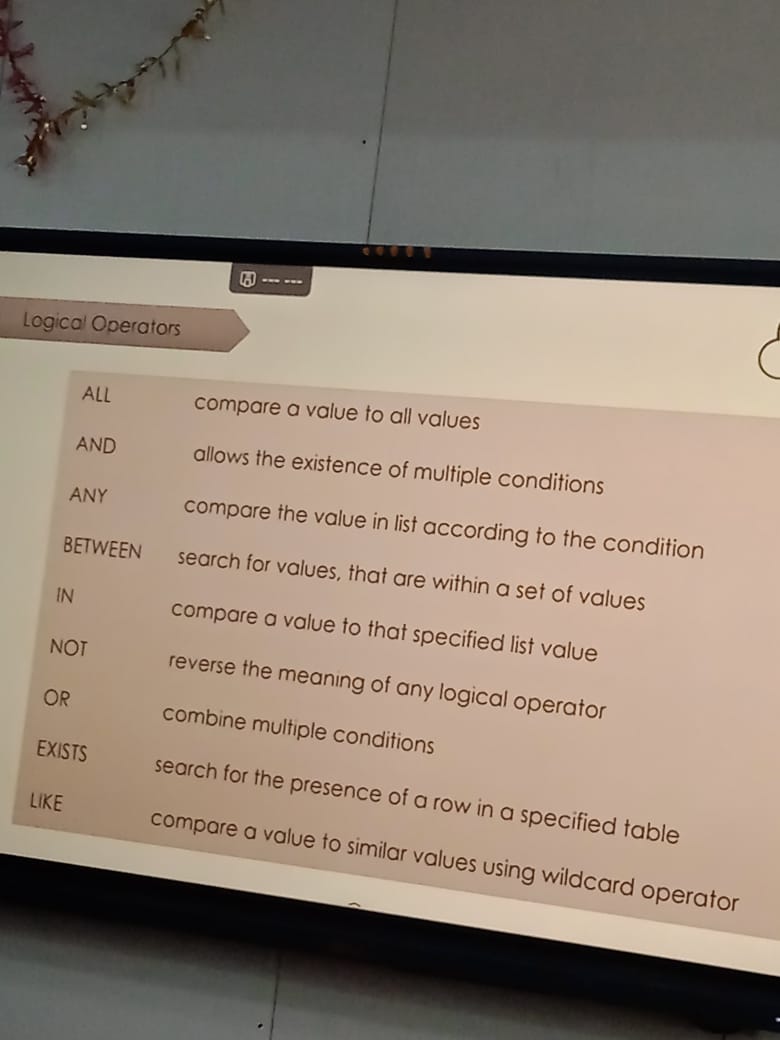 Logical Operators
ALL compare a value to all values
AND allows the existence of multiple conditions
ANY compare the value in list according to the condition
BETWEEN search for values, that are within a set of values
IN compare a value to that specified list value
NOT reverse the meaning of any logical operator
OR combine multiple conditions
EXISTS search for the presence of a row in a specified table
LIKE compare a value to similar values using wildcard operator